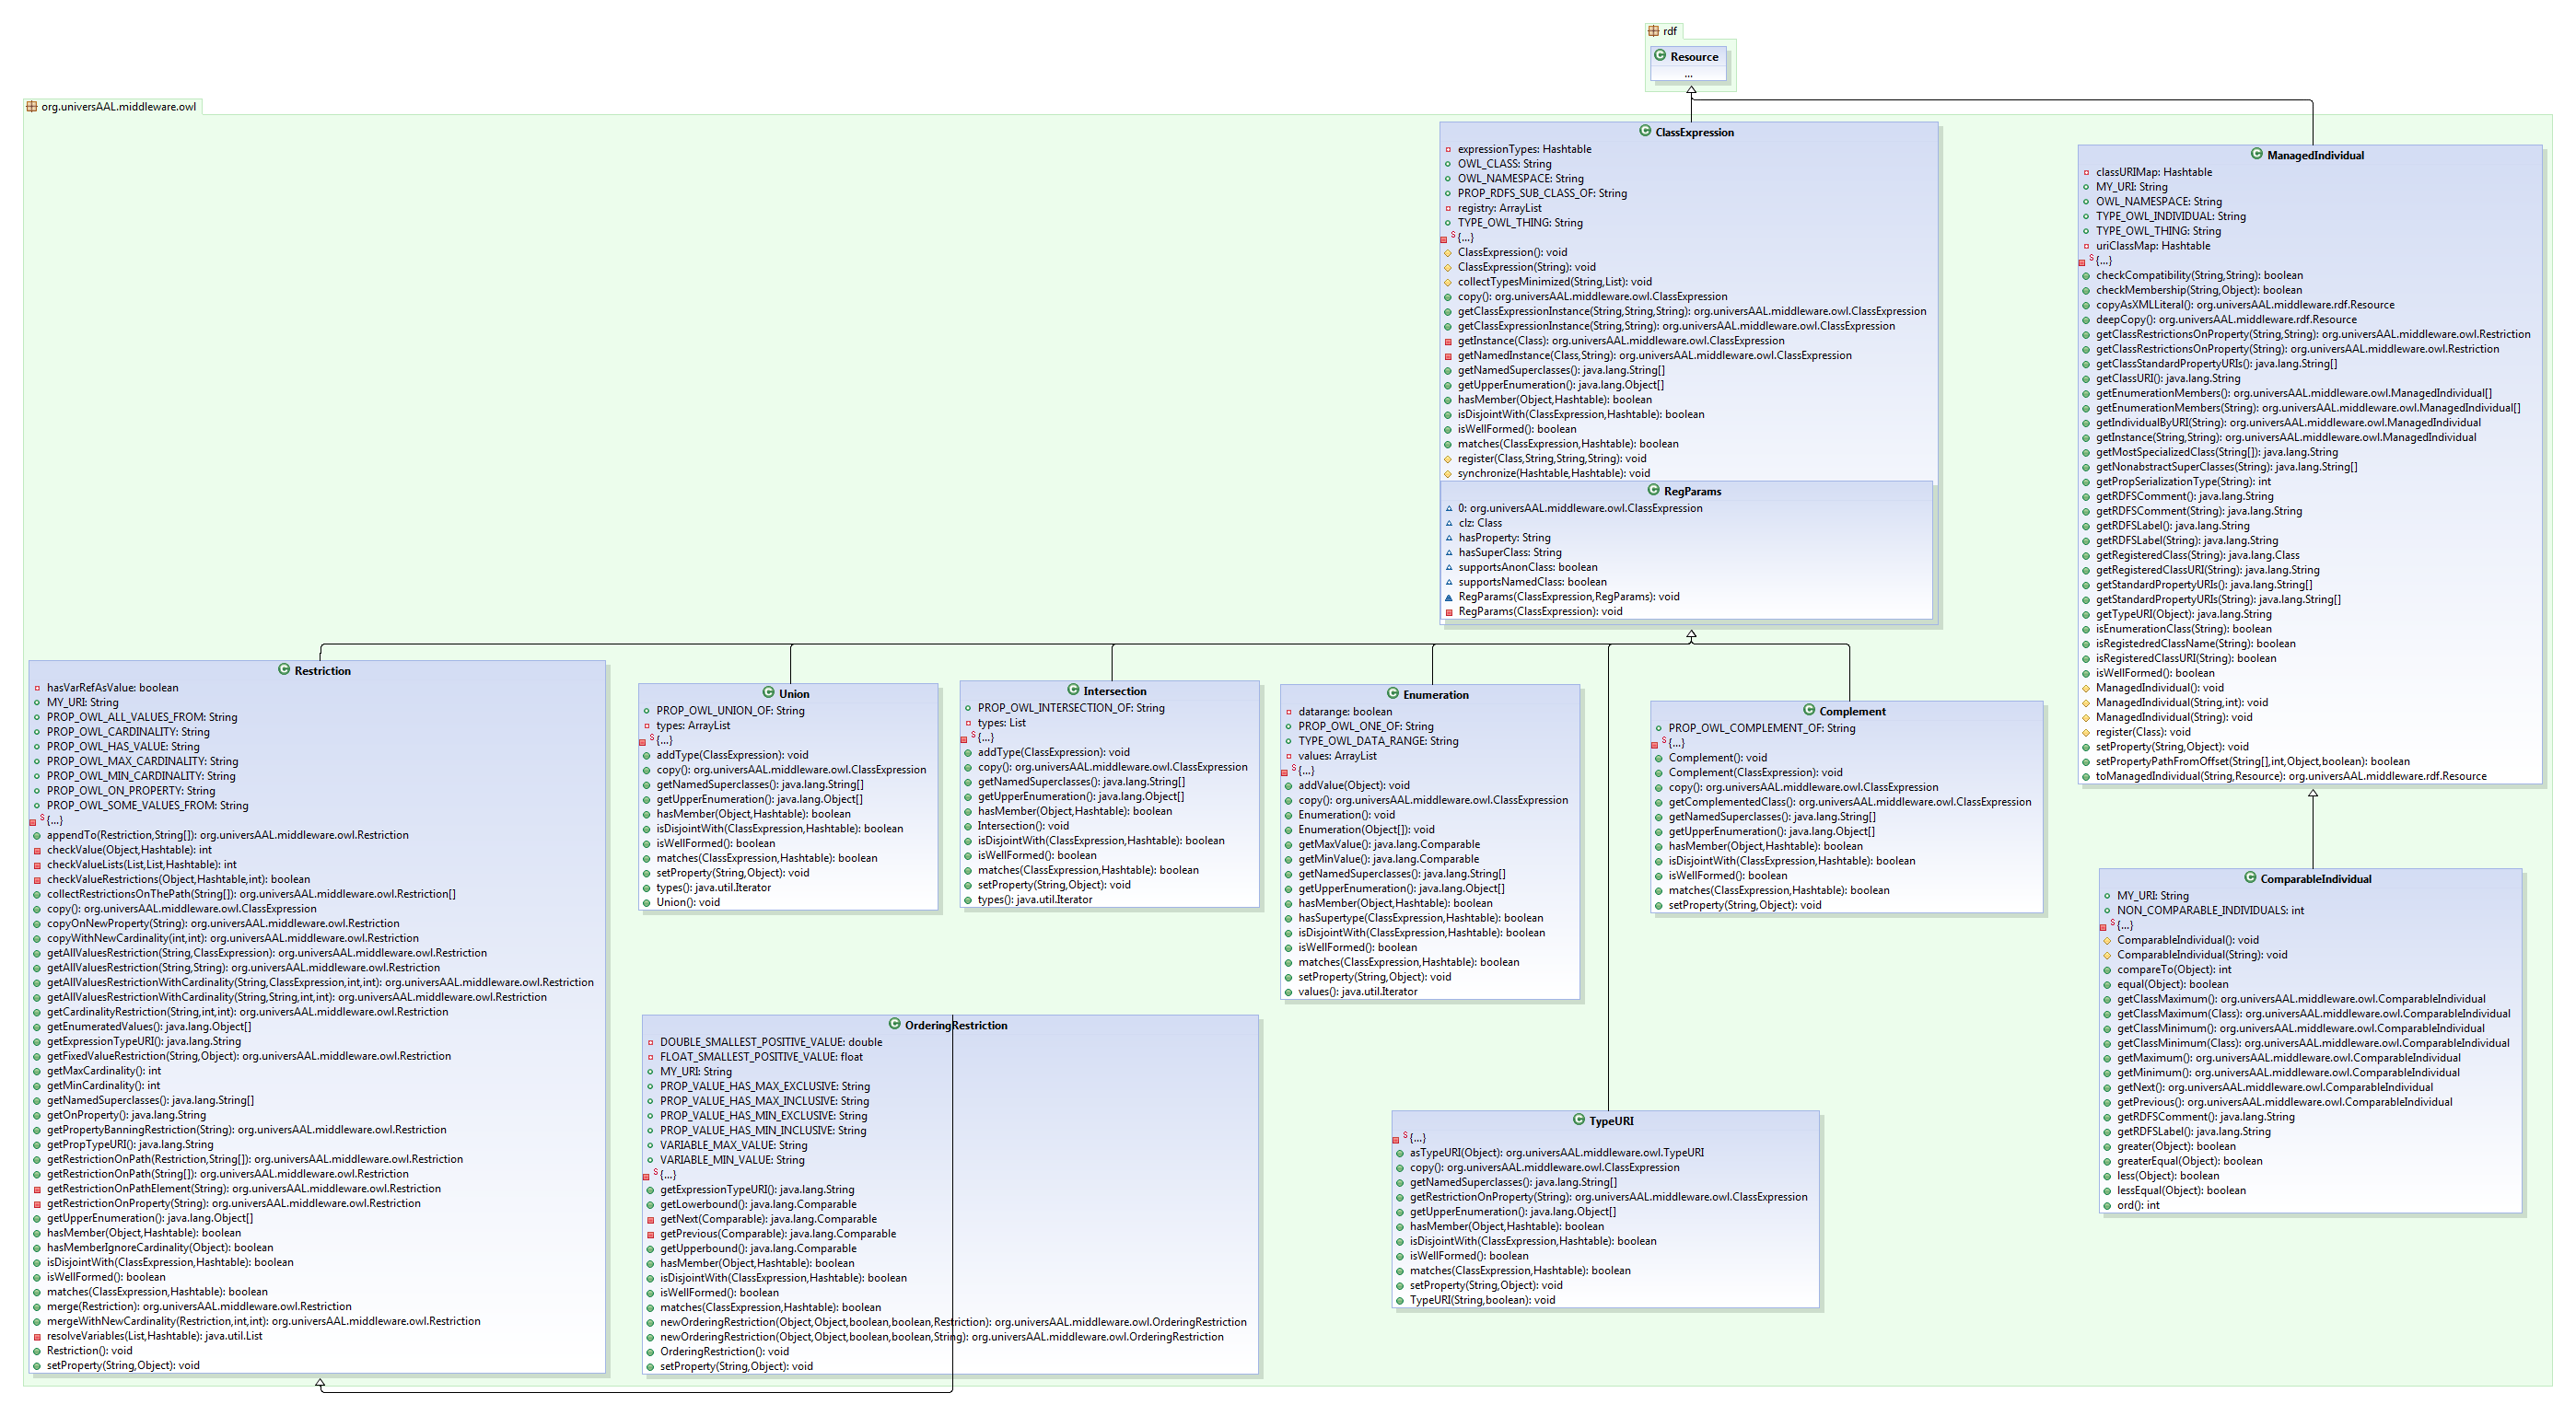 rdf
Resource
...
org.universAAL.middleware.owl
ClassExpression
expressionTypes: Hashtable
OWL_CLASS: String
OWL_NAMESPACE: String
PROP_RDFS_SUB_CLASS_OF: String
registry: ArrayList
TYPE_OWL_THING: String
S{...}
ClassExpression(): void
ClassExpression(String): void
collectTypesMinimized(String,List): void
copy(): org.universAAL.middleware.owl.ClassExpression
getClassExpressionInstance(String,String,String): org.universAAL.middleware.owl.ClassExpression
getClassExpressionInstance(String,String): org.universAAL.middleware.owl.ClassExpression
getInstance(Class): org.universAAL.middleware.owl.ClassExpression
getNamedInstance(Class,String): org.universAAL.middleware.owl.ClassExpression
getNamedSuperclasses(): java.lang.String[]
getUpperEnumeration(): java.lang.Object[]
hasMember(Object,Hashtable): boolean
isDisjointWith(ClassExpression,Hashtable): boolean
isWellFormed(): boolean
matches(ClassExpression,Hashtable): boolean
register(Class,String,String,String): void
synchronize(Hashtable,Hashtable): void
RegParams
0: org.universAAL.middleware.owl.ClassExpression
clz: Class
hasProperty: String
hasSuperClass: String
supportsAnonClass: boolean
supportsNamedClass: boolean
RegParams(ClassExpression,RegParams): void
RegParams(ClassExpression): void
ManagedIndividual
classURIMap: Hashtable
MY_URI: String
OWL_NAMESPACE: String
TYPE_OWL_INDIVIDUAL: String
TYPE_OWL_THING: String
uriClassMap: Hashtable
S{...}
checkCompatibility(String,String): boolean
checkMembership(String,Object): boolean
copyAsXMLLiteral(): org.universAAL.middleware.rdf.Resource
deepCopy(): org.universAAL.middleware.rdf.Resource
getClassRestrictionsOnProperty(String,String): org.universAAL.middleware.owl.Restriction
getClassRestrictionsOnProperty(String): org.universAAL.middleware.owl.Restriction
getClassStandardPropertyURIs(): java.lang.String[]
getClassURI(): java.lang.String
getEnumerationMembers(): org.universAAL.middleware.owl.ManagedIndividual[]
getEnumerationMembers(String): org.universAAL.middleware.owl.ManagedIndividual[]
getIndividualByURI(String): org.universAAL.middleware.owl.ManagedIndividual
getInstance(String,String): org.universAAL.middleware.owl.ManagedIndividual
getMostSpecializedClass(String[]): java.lang.String
getNonabstractSuperClasses(String): java.lang.String[]
getPropSerializationType(String): int
getRDFSComment(): java.lang.String
getRDFSComment(String): java.lang.String
getRDFSLabel(): java.lang.String
getRDFSLabel(String): java.lang.String
getRegisteredClass(String): java.lang.Class
getRegisteredClassURI(String): java.lang.String
getStandardPropertyURIs(): java.lang.String[]
getStandardPropertyURIs(String): java.lang.String[]
getTypeURI(Object): java.lang.String
isEnumerationClass(String): boolean
isRegistedredClassName(String): boolean
isRegisteredClassURI(String): boolean
isWellFormed(): boolean
ManagedIndividual(): void
ManagedIndividual(String,int): void
ManagedIndividual(String): void
register(Class): void
setProperty(String,Object): void
setPropertyPathFromOffset(String[],int,Object,boolean): boolean
toManagedIndividual(String,Resource): org.universAAL.middleware.rdf.Resource
Restriction
hasVarRefAsValue: boolean
MY_URI: String
PROP_OWL_ALL_VALUES_FROM: String
PROP_OWL_CARDINALITY: String
PROP_OWL_HAS_VALUE: String
PROP_OWL_MAX_CARDINALITY: String
PROP_OWL_MIN_CARDINALITY: String
PROP_OWL_ON_PROPERTY: String
PROP_OWL_SOME_VALUES_FROM: String
S{...}
appendTo(Restriction,String[]): org.universAAL.middleware.owl.Restriction
checkValue(Object,Hashtable): int
checkValueLists(List,List,Hashtable): int
checkValueRestrictions(Object,Hashtable,int): boolean
collectRestrictionsOnThePath(String[]): org.universAAL.middleware.owl.Restriction[]
copy(): org.universAAL.middleware.owl.ClassExpression
copyOnNewProperty(String): org.universAAL.middleware.owl.Restriction
copyWithNewCardinality(int,int): org.universAAL.middleware.owl.Restriction
getAllValuesRestriction(String,ClassExpression): org.universAAL.middleware.owl.Restriction
getAllValuesRestriction(String,String): org.universAAL.middleware.owl.Restriction
getAllValuesRestrictionWithCardinality(String,ClassExpression,int,int): org.universAAL.middleware.owl.Restriction
getAllValuesRestrictionWithCardinality(String,String,int,int): org.universAAL.middleware.owl.Restriction
getCardinalityRestriction(String,int,int): org.universAAL.middleware.owl.Restriction
getEnumeratedValues(): java.lang.Object[]
getExpressionTypeURI(): java.lang.String
getFixedValueRestriction(String,Object): org.universAAL.middleware.owl.Restriction
getMaxCardinality(): int
getMinCardinality(): int
getNamedSuperclasses(): java.lang.String[]
getOnProperty(): java.lang.String
getPropertyBanningRestriction(String): org.universAAL.middleware.owl.Restriction
getPropTypeURI(): java.lang.String
getRestrictionOnPath(Restriction,String[]): org.universAAL.middleware.owl.Restriction
getRestrictionOnPath(String[]): org.universAAL.middleware.owl.Restriction
getRestrictionOnPathElement(String): org.universAAL.middleware.owl.Restriction
getRestrictionOnProperty(String): org.universAAL.middleware.owl.Restriction
getUpperEnumeration(): java.lang.Object[]
hasMember(Object,Hashtable): boolean
hasMemberIgnoreCardinality(Object): boolean
isDisjointWith(ClassExpression,Hashtable): boolean
isWellFormed(): boolean
matches(ClassExpression,Hashtable): boolean
merge(Restriction): org.universAAL.middleware.owl.Restriction
mergeWithNewCardinality(Restriction,int,int): org.universAAL.middleware.owl.Restriction
resolveVariables(List,Hashtable): java.util.List
Restriction(): void
setProperty(String,Object): void
Union
PROP_OWL_UNION_OF: String
types: ArrayList
S{...}
addType(ClassExpression): void
copy(): org.universAAL.middleware.owl.ClassExpression
getNamedSuperclasses(): java.lang.String[]
getUpperEnumeration(): java.lang.Object[]
hasMember(Object,Hashtable): boolean
isDisjointWith(ClassExpression,Hashtable): boolean
isWellFormed(): boolean
matches(ClassExpression,Hashtable): boolean
setProperty(String,Object): void
types(): java.util.Iterator
Union(): void
Intersection
PROP_OWL_INTERSECTION_OF: String
types: List
S{...}
addType(ClassExpression): void
copy(): org.universAAL.middleware.owl.ClassExpression
getNamedSuperclasses(): java.lang.String[]
getUpperEnumeration(): java.lang.Object[]
hasMember(Object,Hashtable): boolean
Intersection(): void
isDisjointWith(ClassExpression,Hashtable): boolean
isWellFormed(): boolean
matches(ClassExpression,Hashtable): boolean
setProperty(String,Object): void
types(): java.util.Iterator
Enumeration
datarange: boolean
PROP_OWL_ONE_OF: String
TYPE_OWL_DATA_RANGE: String
values: ArrayList
S{...}
addValue(Object): void
copy(): org.universAAL.middleware.owl.ClassExpression
Enumeration(): void
Enumeration(Object[]): void
getMaxValue(): java.lang.Comparable
getMinValue(): java.lang.Comparable
getNamedSuperclasses(): java.lang.String[]
getUpperEnumeration(): java.lang.Object[]
hasMember(Object,Hashtable): boolean
hasSupertype(ClassExpression,Hashtable): boolean
isDisjointWith(ClassExpression,Hashtable): boolean
isWellFormed(): boolean
matches(ClassExpression,Hashtable): boolean
setProperty(String,Object): void
values(): java.util.Iterator
Complement
PROP_OWL_COMPLEMENT_OF: String
S{...}
Complement(): void
Complement(ClassExpression): void
copy(): org.universAAL.middleware.owl.ClassExpression
getComplementedClass(): org.universAAL.middleware.owl.ClassExpression
getNamedSuperclasses(): java.lang.String[]
getUpperEnumeration(): java.lang.Object[]
hasMember(Object,Hashtable): boolean
isDisjointWith(ClassExpression,Hashtable): boolean
isWellFormed(): boolean
matches(ClassExpression,Hashtable): boolean
setProperty(String,Object): void
OrderingRestriction
DOUBLE_SMALLEST_POSITIVE_VALUE: double
FLOAT_SMALLEST_POSITIVE_VALUE: float
MY_URI: String
PROP_VALUE_HAS_MAX_EXCLUSIVE: String
PROP_VALUE_HAS_MAX_INCLUSIVE: String
PROP_VALUE_HAS_MIN_EXCLUSIVE: String
PROP_VALUE_HAS_MIN_INCLUSIVE: String
VARIABLE_MAX_VALUE: String
VARIABLE_MIN_VALUE: String
S{...}
getExpressionTypeURI(): java.lang.String
getLowerbound(): java.lang.Comparable
getNext(Comparable): java.lang.Comparable
getPrevious(Comparable): java.lang.Comparable
getUpperbound(): java.lang.Comparable
hasMember(Object,Hashtable): boolean
isDisjointWith(ClassExpression,Hashtable): boolean
isWellFormed(): boolean
matches(ClassExpression,Hashtable): boolean
newOrderingRestriction(Object,Object,boolean,boolean,Restriction): org.universAAL.middleware.owl.OrderingRestriction
newOrderingRestriction(Object,Object,boolean,boolean,String): org.universAAL.middleware.owl.OrderingRestriction
OrderingRestriction(): void
setProperty(String,Object): void
TypeURI
S{...}
asTypeURI(Object): org.universAAL.middleware.owl.TypeURI
copy(): org.universAAL.middleware.owl.ClassExpression
getNamedSuperclasses(): java.lang.String[]
getRestrictionOnProperty(String): org.universAAL.middleware.owl.ClassExpression
getUpperEnumeration(): java.lang.Object[]
hasMember(Object,Hashtable): boolean
isDisjointWith(ClassExpression,Hashtable): boolean
isWellFormed(): boolean
matches(ClassExpression,Hashtable): boolean
setProperty(String,Object): void
TypeURI(String,boolean): void
ComparableIndividual
MY_URI: String
NON_COMPARABLE_INDIVIDUALS: int
S{...}
ComparableIndividual(): void
ComparableIndividual(String): void
compareTo(Object): int
equal(Object): boolean
getClassMaximum(): org.universAAL.middleware.owl.ComparableIndividual
getClassMaximum(Class): org.universAAL.middleware.owl.ComparableIndividual
getClassMinimum(): org.universAAL.middleware.owl.ComparableIndividual
getClassMinimum(Class): org.universAAL.middleware.owl.ComparableIndividual
getMaximum(): org.universAAL.middleware.owl.ComparableIndividual
getMinimum(): org.universAAL.middleware.owl.ComparableIndividual
getNext(): org.universAAL.middleware.owl.ComparableIndividual
getPrevious(): org.universAAL.middleware.owl.ComparableIndividual
getRDFSComment(): java.lang.String
getRDFSLabel(): java.lang.String
greater(Object): boolean
greaterEqual(Object): boolean
less(Object): boolean
lessEqual(Object): boolean
ord(): int